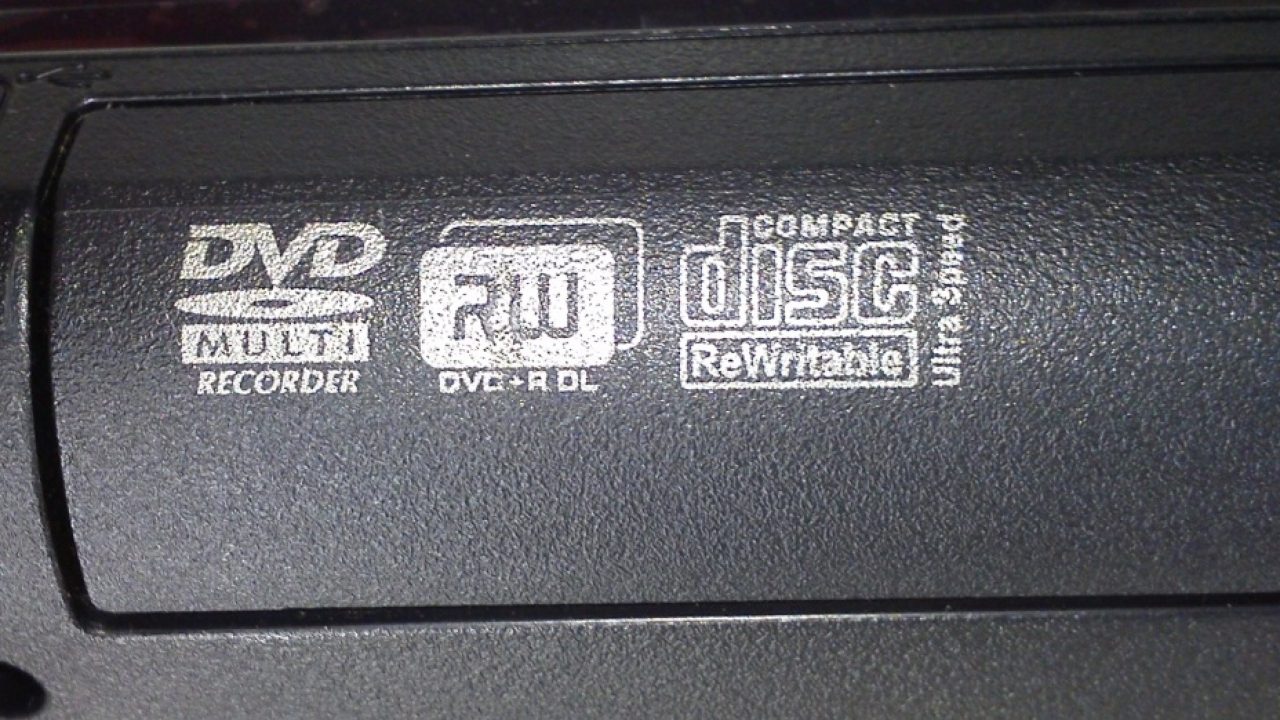 DVD
MULTI
RECORDER
RW
DVD+R DL
COMPACT
disc
ReWritable
Ultra Speed